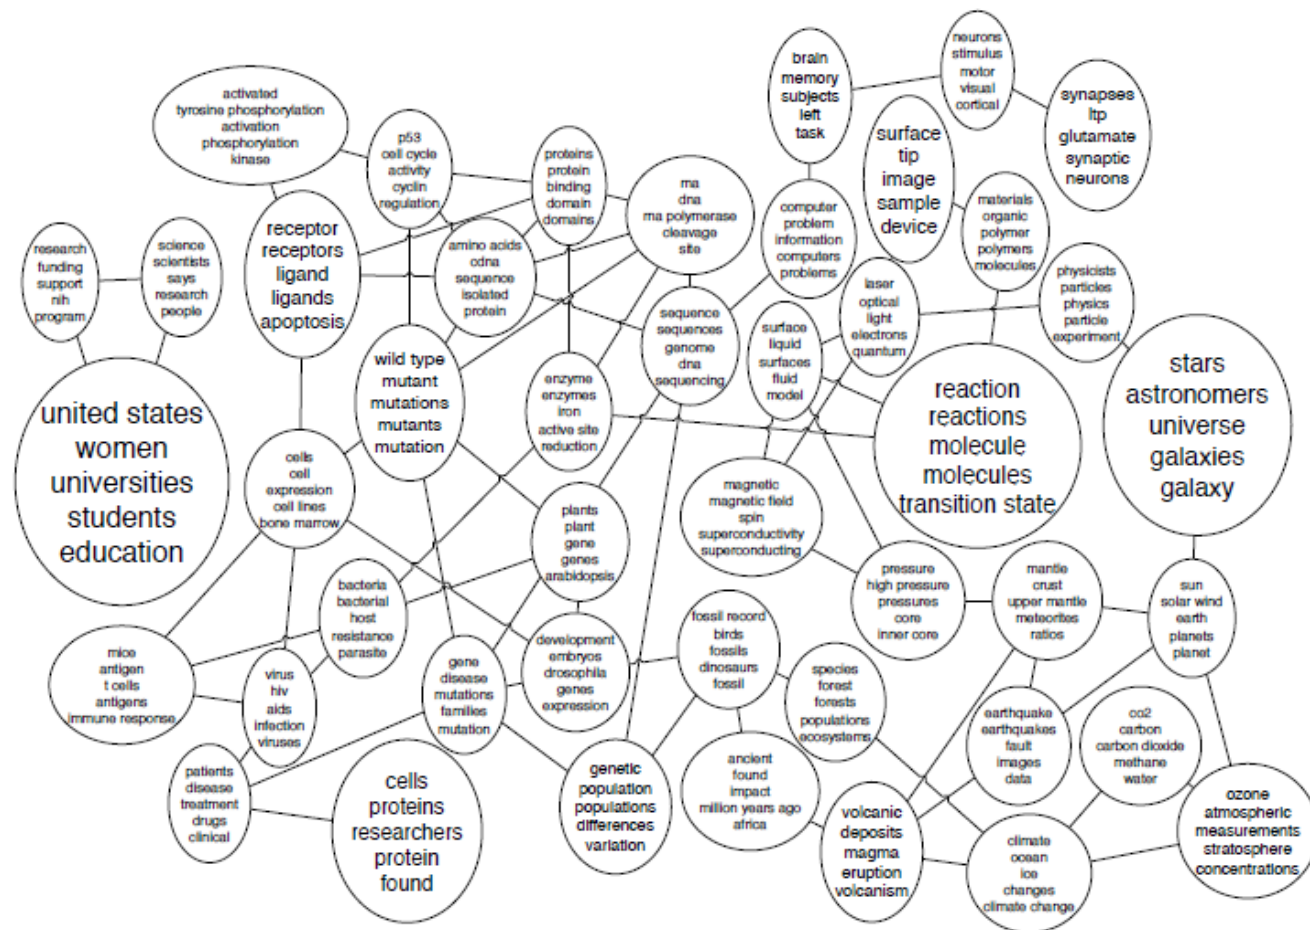 neurons
stimulus
motor
visual
cortical
brain
memory
subjects
left
task
synapses
ltp
glutamate
synaptic
neurons
activated
tyrosine phosphorylation
activation
phosphorylation
kinase
surface
tip
image
sample
device
p53
cell cycle
activity
cyclin
regulation
proteins
protein
binding
domain
domains
rna
dna
rna polymerase
cleavage
site
materials
organic
polymer
polymers
molecules
computer
problem
information
computers
problems
receptor
receptors
ligand
ligands
apoptosis
research
funding
support
nih
program
science
scientists
says
research
people
amino acids
cdna
sequence
isolated
protein
laser
optical
light
electrons
quantum
physicists
particles
physics
particle
experiment
sequence
sequences
genome
dna
sequencing
surface
liquid
surfaces
fluid
model
wild type
mutant
mutations
mutants
mutation
enzyme
enzymes
iron
active site
reduction
reaction
reactions
molecule
molecules
transition state
stars
astronomers
universe
galaxies
galaxy
united states
women
universities
students
education
cells
cell
expression
cell lines
bone marrow
magnetic
magnetic field
spin
superconductivity
superconducting
plants
plant
gene
genes
arabidopsis
pressure
high pressure
pressures
core
inner core
mantle
crust
upper mantle
meteorites
ratios
sun
solar wind
earth
planets
planet
bacteria
bacterial
host
resistance
parasite
fossil record
birds
fossils
dinosaurs
fossil
mice
antigen
t cells
antigens
immune response
virus
hiv
aids
infection
viruses
gene
disease
mutations
families
mutation
development
embryos
drosophila
genes
expression
species
forest
forests
populations
ecosystems
earthquake
earthquakes
fault
images
data
co2
carbon
carbon dioxide
methane
water
patients
disease
treatment
drugs
clinical
cells
proteins
researchers
protein
found
genetic
population
populations
differences
variation
ancient
found
impact
million years ago
africa
volcanic
deposits
magma
eruption
volcanism
climate
ocean
ice
changes
climate change
ozone
atmospheric
measurements
stratosphere
concentrations